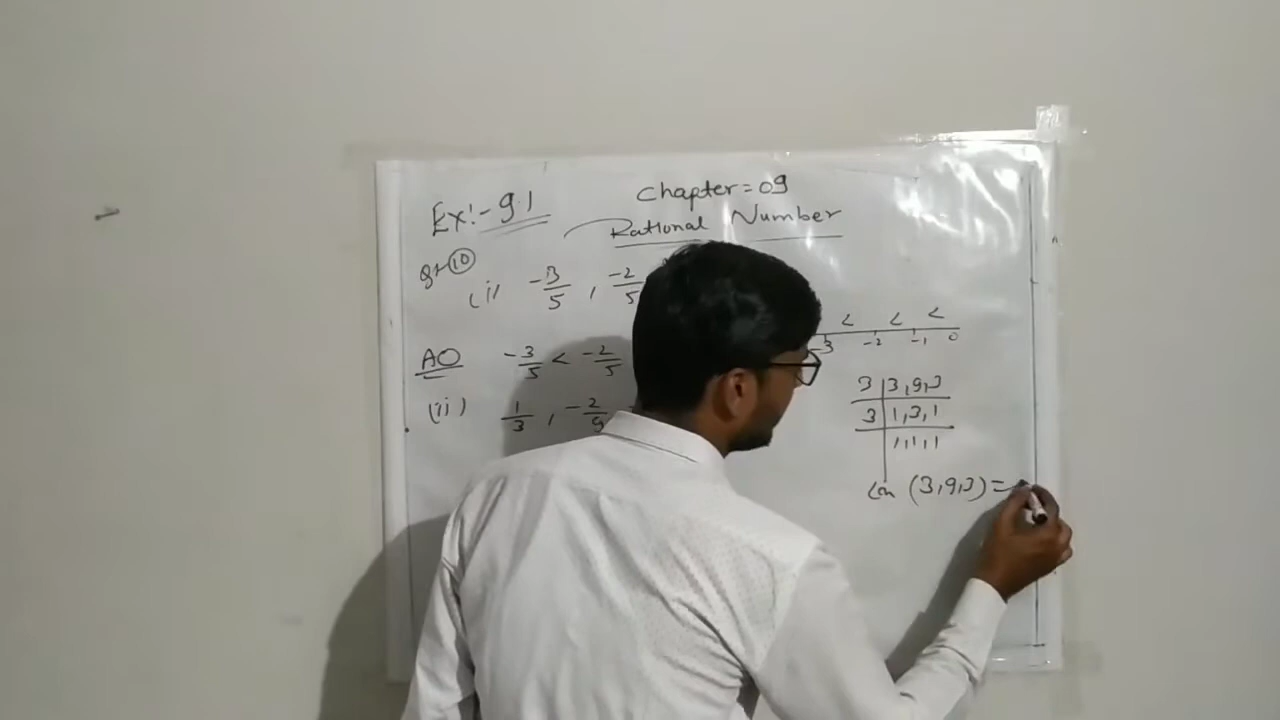 Ex:- 9.1
Chapter = 09
Rational Number
Q:- 10
(i) -3/5 , -2/5
< < <
-3 -2 -1 0
AO -3/5 < -2/5
(ii) 1/3 , -2/9
3 | 3,9,3
3 | 1,3,1
1,1,1
(3,9,3) =